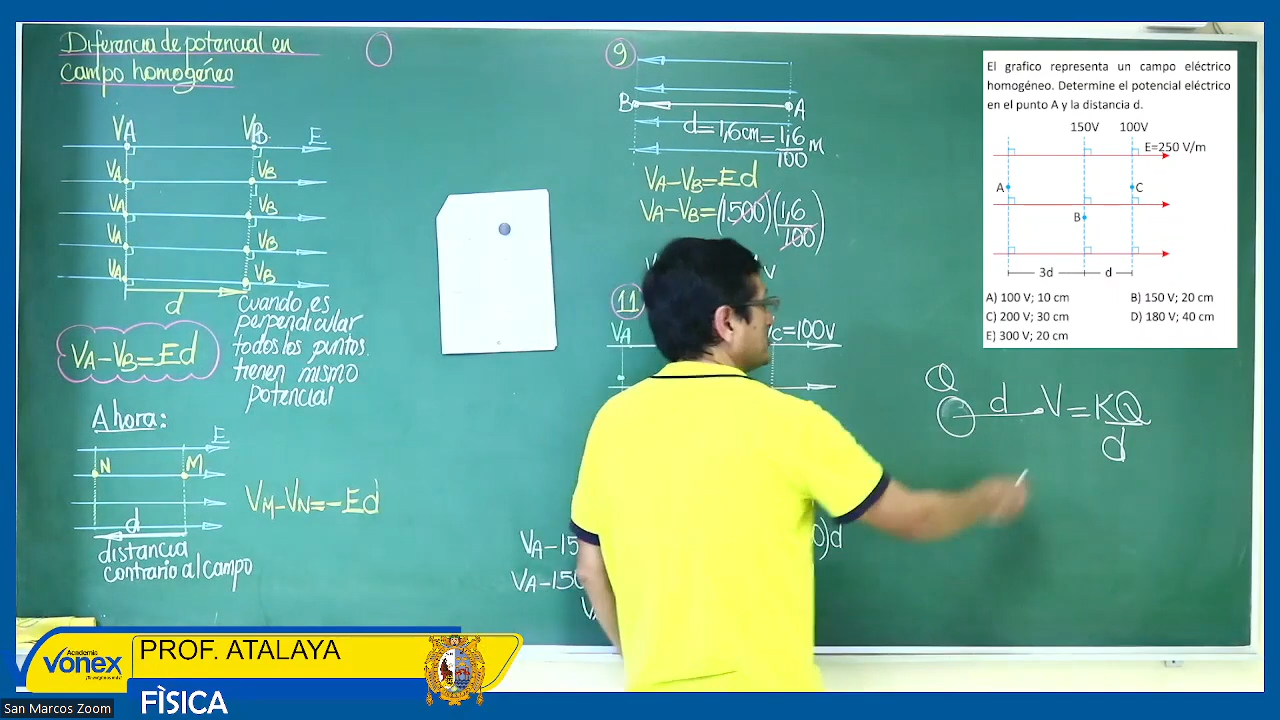 Diferencia de potencial en
campo homogéneo
VA VB E
VA VB
VA VB
VA VB
VA VB
d
cuando es
perpendicular
todos los puntos
tienen mismo
potencial
VA-VB=Ed
Ahora:
E
N M
d
distancia
contrario al campo
VM-VN=-Ed
9
B A
d=1,6cm=1,6/100 m
VA-VB=Ed
VA-VB=(1500)(1,6/100)
V
11
VA
C=100V
VA-15
)d
VA-150
Q
d V=KQ/d
El grafico representa un campo eléctrico
homogéneo. Determine el potencial eléctrico
en el punto A y la distancia d.
150V 100V
E=250 V/m
A C
B
3d d
A) 100 V; 10 cm B) 150 V; 20 cm
C) 200 V; 30 cm D) 180 V; 40 cm
E) 300 V; 20 cm
Academia
Vonex
PROF. ATALAYA
FÌSICA
San Marcos Zoom